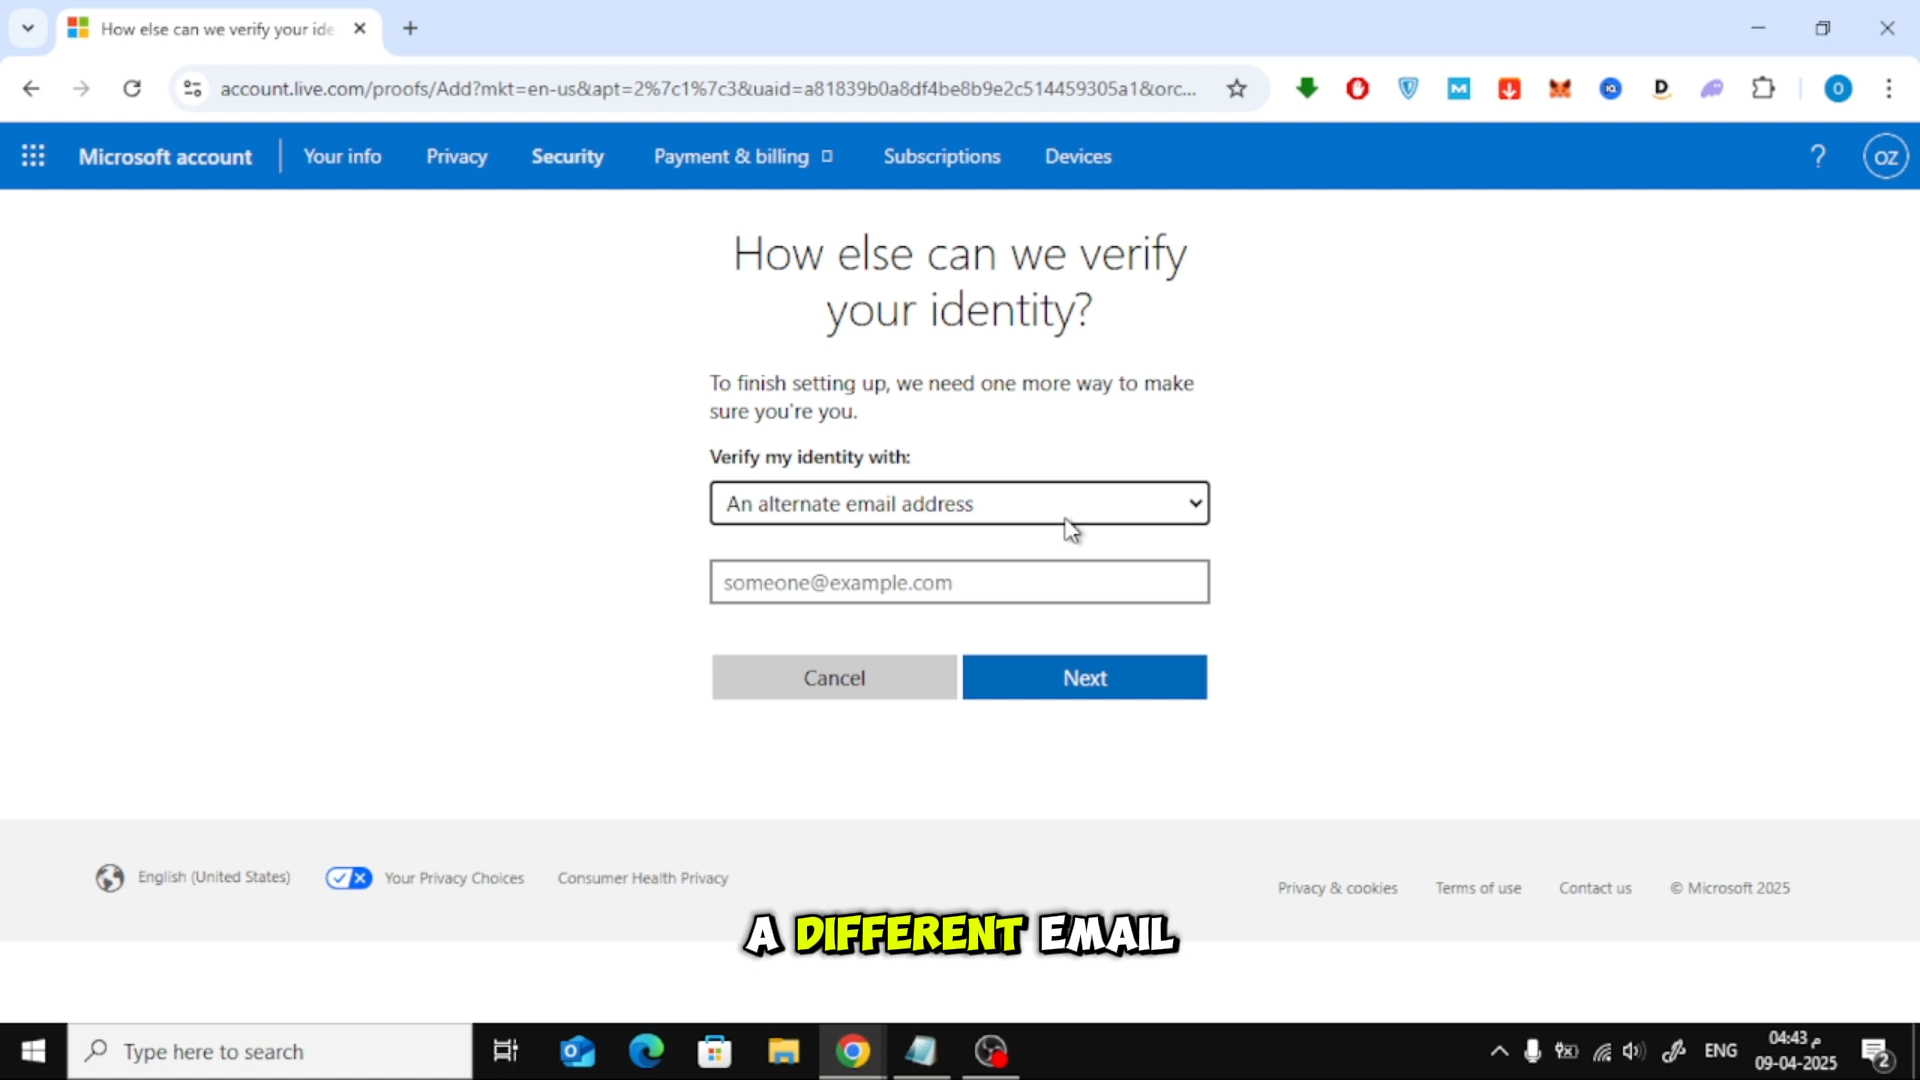 How else can we verify your ide
account.live.com/proofs/Add?mkt=en-us&apt=2%7c1%7c3&uaid=a81839b0a8df4be8b9e2c514459305a1&orc...
O
Microsoft account
Your info
Privacy
Security
Payment & billing
Subscriptions
Devices
?
OZ
How else can we verify
your identity?
To finish setting up, we need one more way to make
sure you're you.
Verify my identity with:
An alternate email address
someone@example.com
Cancel
Next
English (United States)
Your Privacy Choices
Consumer Health Privacy
Privacy & cookies
Terms of use
Contact us
© Microsoft 2025
A DIFFERENT EMAIL
Type here to search
ENG
04:43 م
09-04-2025
2